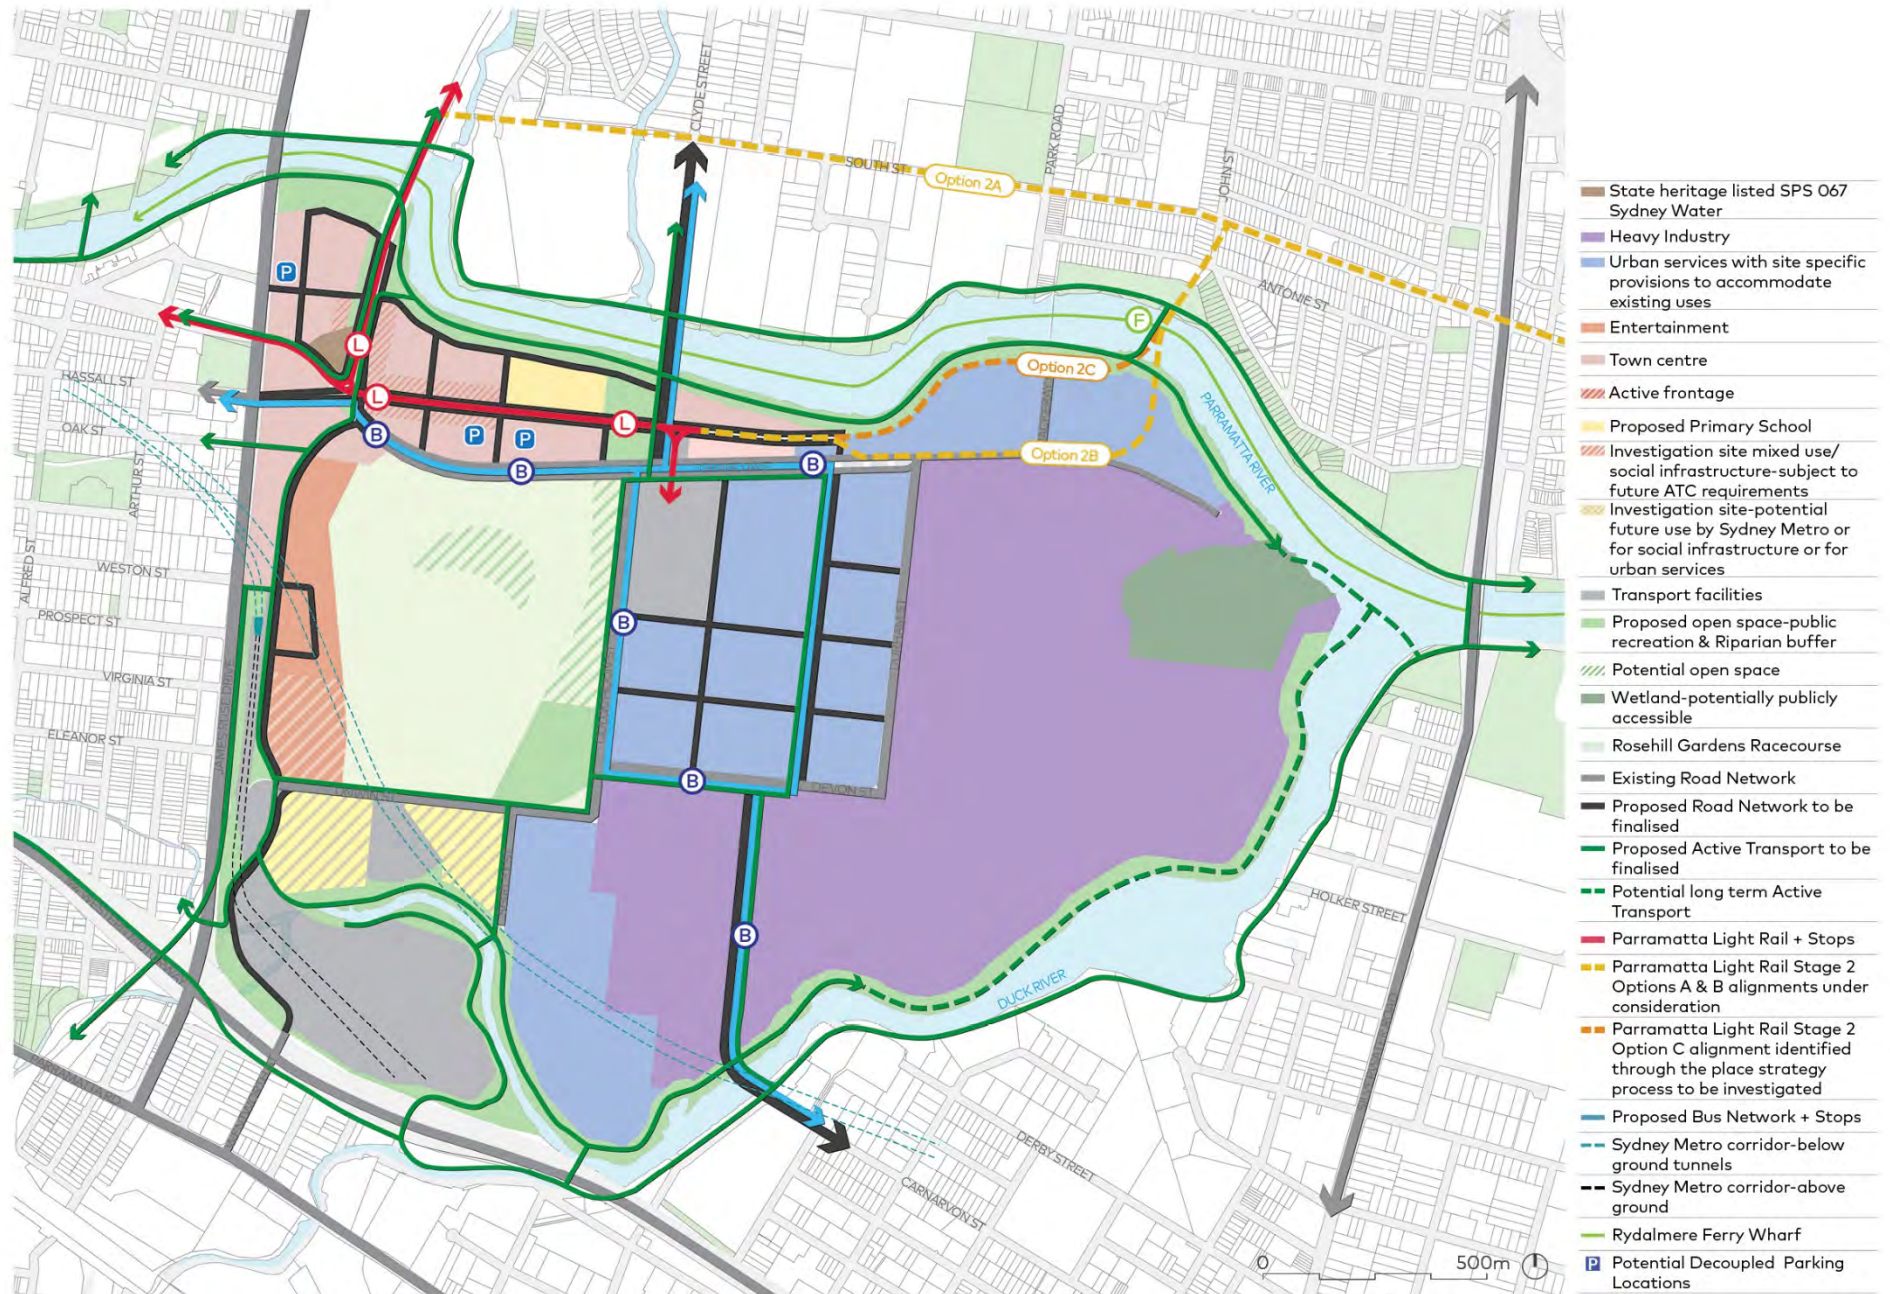 CLYDE STREET
PARK ROAD
JOHN ST
SOUTH ST
Option 2A
ANTONIE ST
P
F
L
HASSALL ST
L
Option 2C
PARRAMATTA RIVER
L
OAK ST
B
P
P
B
B
Option 2B
ARTHUR ST
ALFRED ST
WESTON ST
PROSPECT ST
B
VIRGINIA ST
JAMES RUSE DRIVE
ELEANOR ST
B
DEVON ST
HOLKER STREET
B
DUCK RIVER
PARRAMATTA RD
DERBY STREET
CARNARVON ST
0
500m
State heritage listed SPS 067
Sydney Water
Heavy Industry
Urban services with site specific
provisions to accommodate
existing uses
Entertainment
Town centre
Active frontage
Proposed Primary School
Investigation site mixed use/
social infrastructure-subject to
future ATC requirements
Investigation site-potential
future use by Sydney Metro or
for social infrastructure or for
urban services
Transport facilities
Proposed open space-public
recreation & Riparian buffer
Potential open space
Wetland-potentially publicly
accessible
Rosehill Gardens Racecourse
Existing Road Network
Proposed Road Network to be
finalised
Proposed Active Transport to be
finalised
Potential long term Active
Transport
Parramatta Light Rail + Stops
Parramatta Light Rail Stage 2
Options A & B alignments under
consideration
Parramatta Light Rail Stage 2
Option C alignment identified
through the place strategy
process to be investigated
Proposed Bus Network + Stops
Sydney Metro corridor-below
ground tunnels
Sydney Metro corridor-above
ground
Rydalmere Ferry Wharf
P
Potential Decoupled Parking
Locations